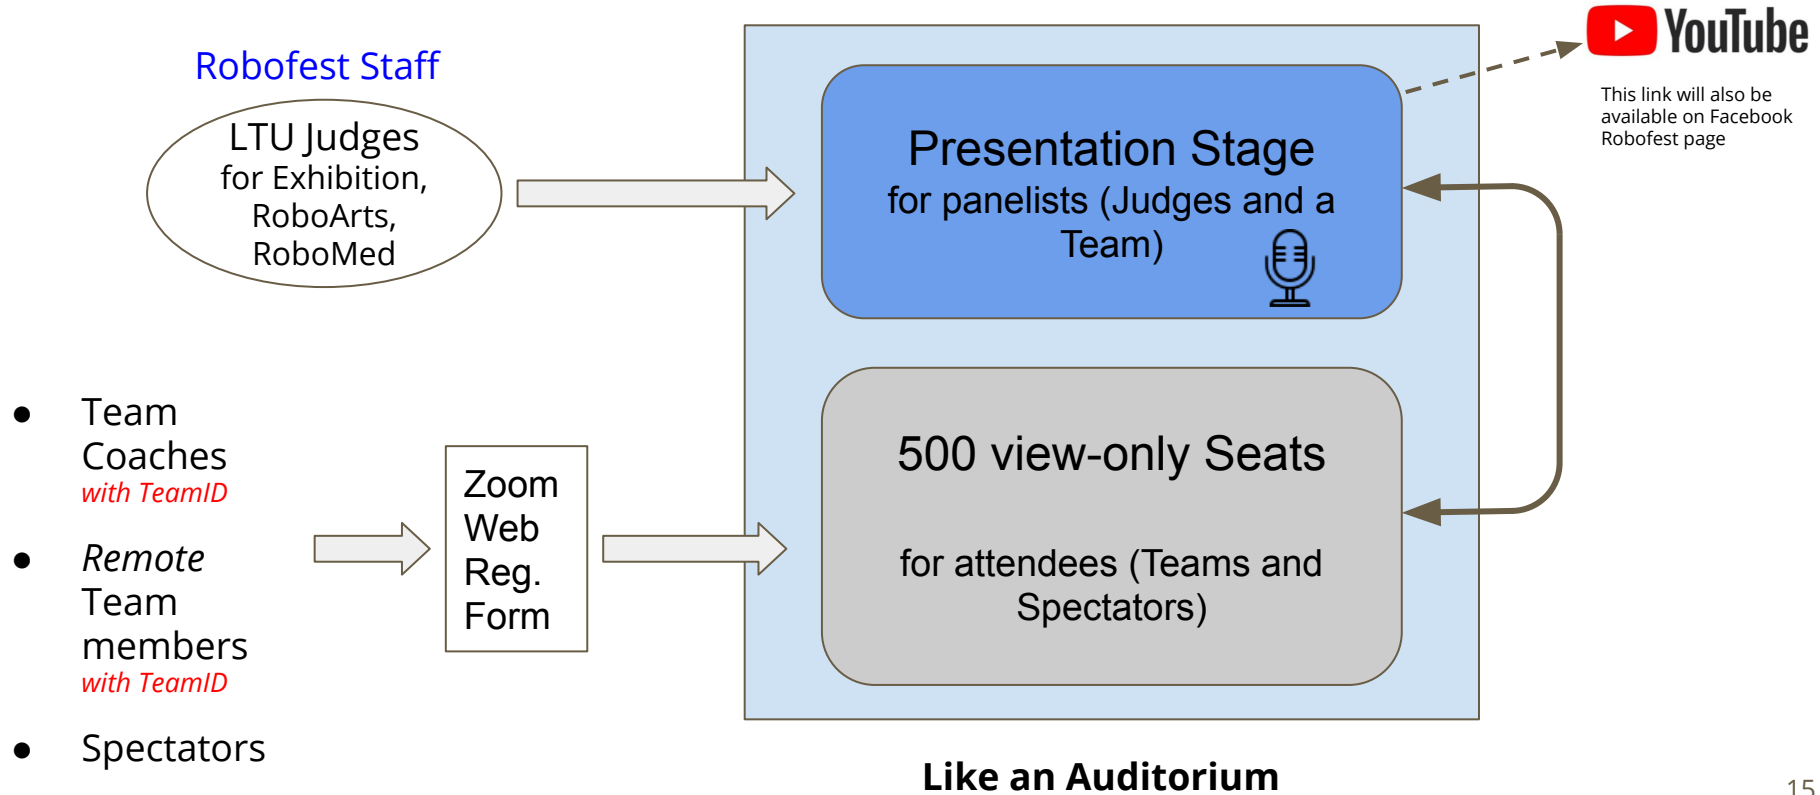 Robofest Staff
LTU Judges
for Exhibition,
RoboArts,
RoboMed
Presentation Stage
for panelists (Judges and a
Team)
YouTube
This link will also be
available on Facebook
Robofest page
● Team
Coaches
with TeamID
● Remote
Team
members
with TeamID
● Spectators
Zoom
Web
Reg.
Form
500 view-only Seats
for attendees (Teams and
Spectators)
Like an Auditorium
15